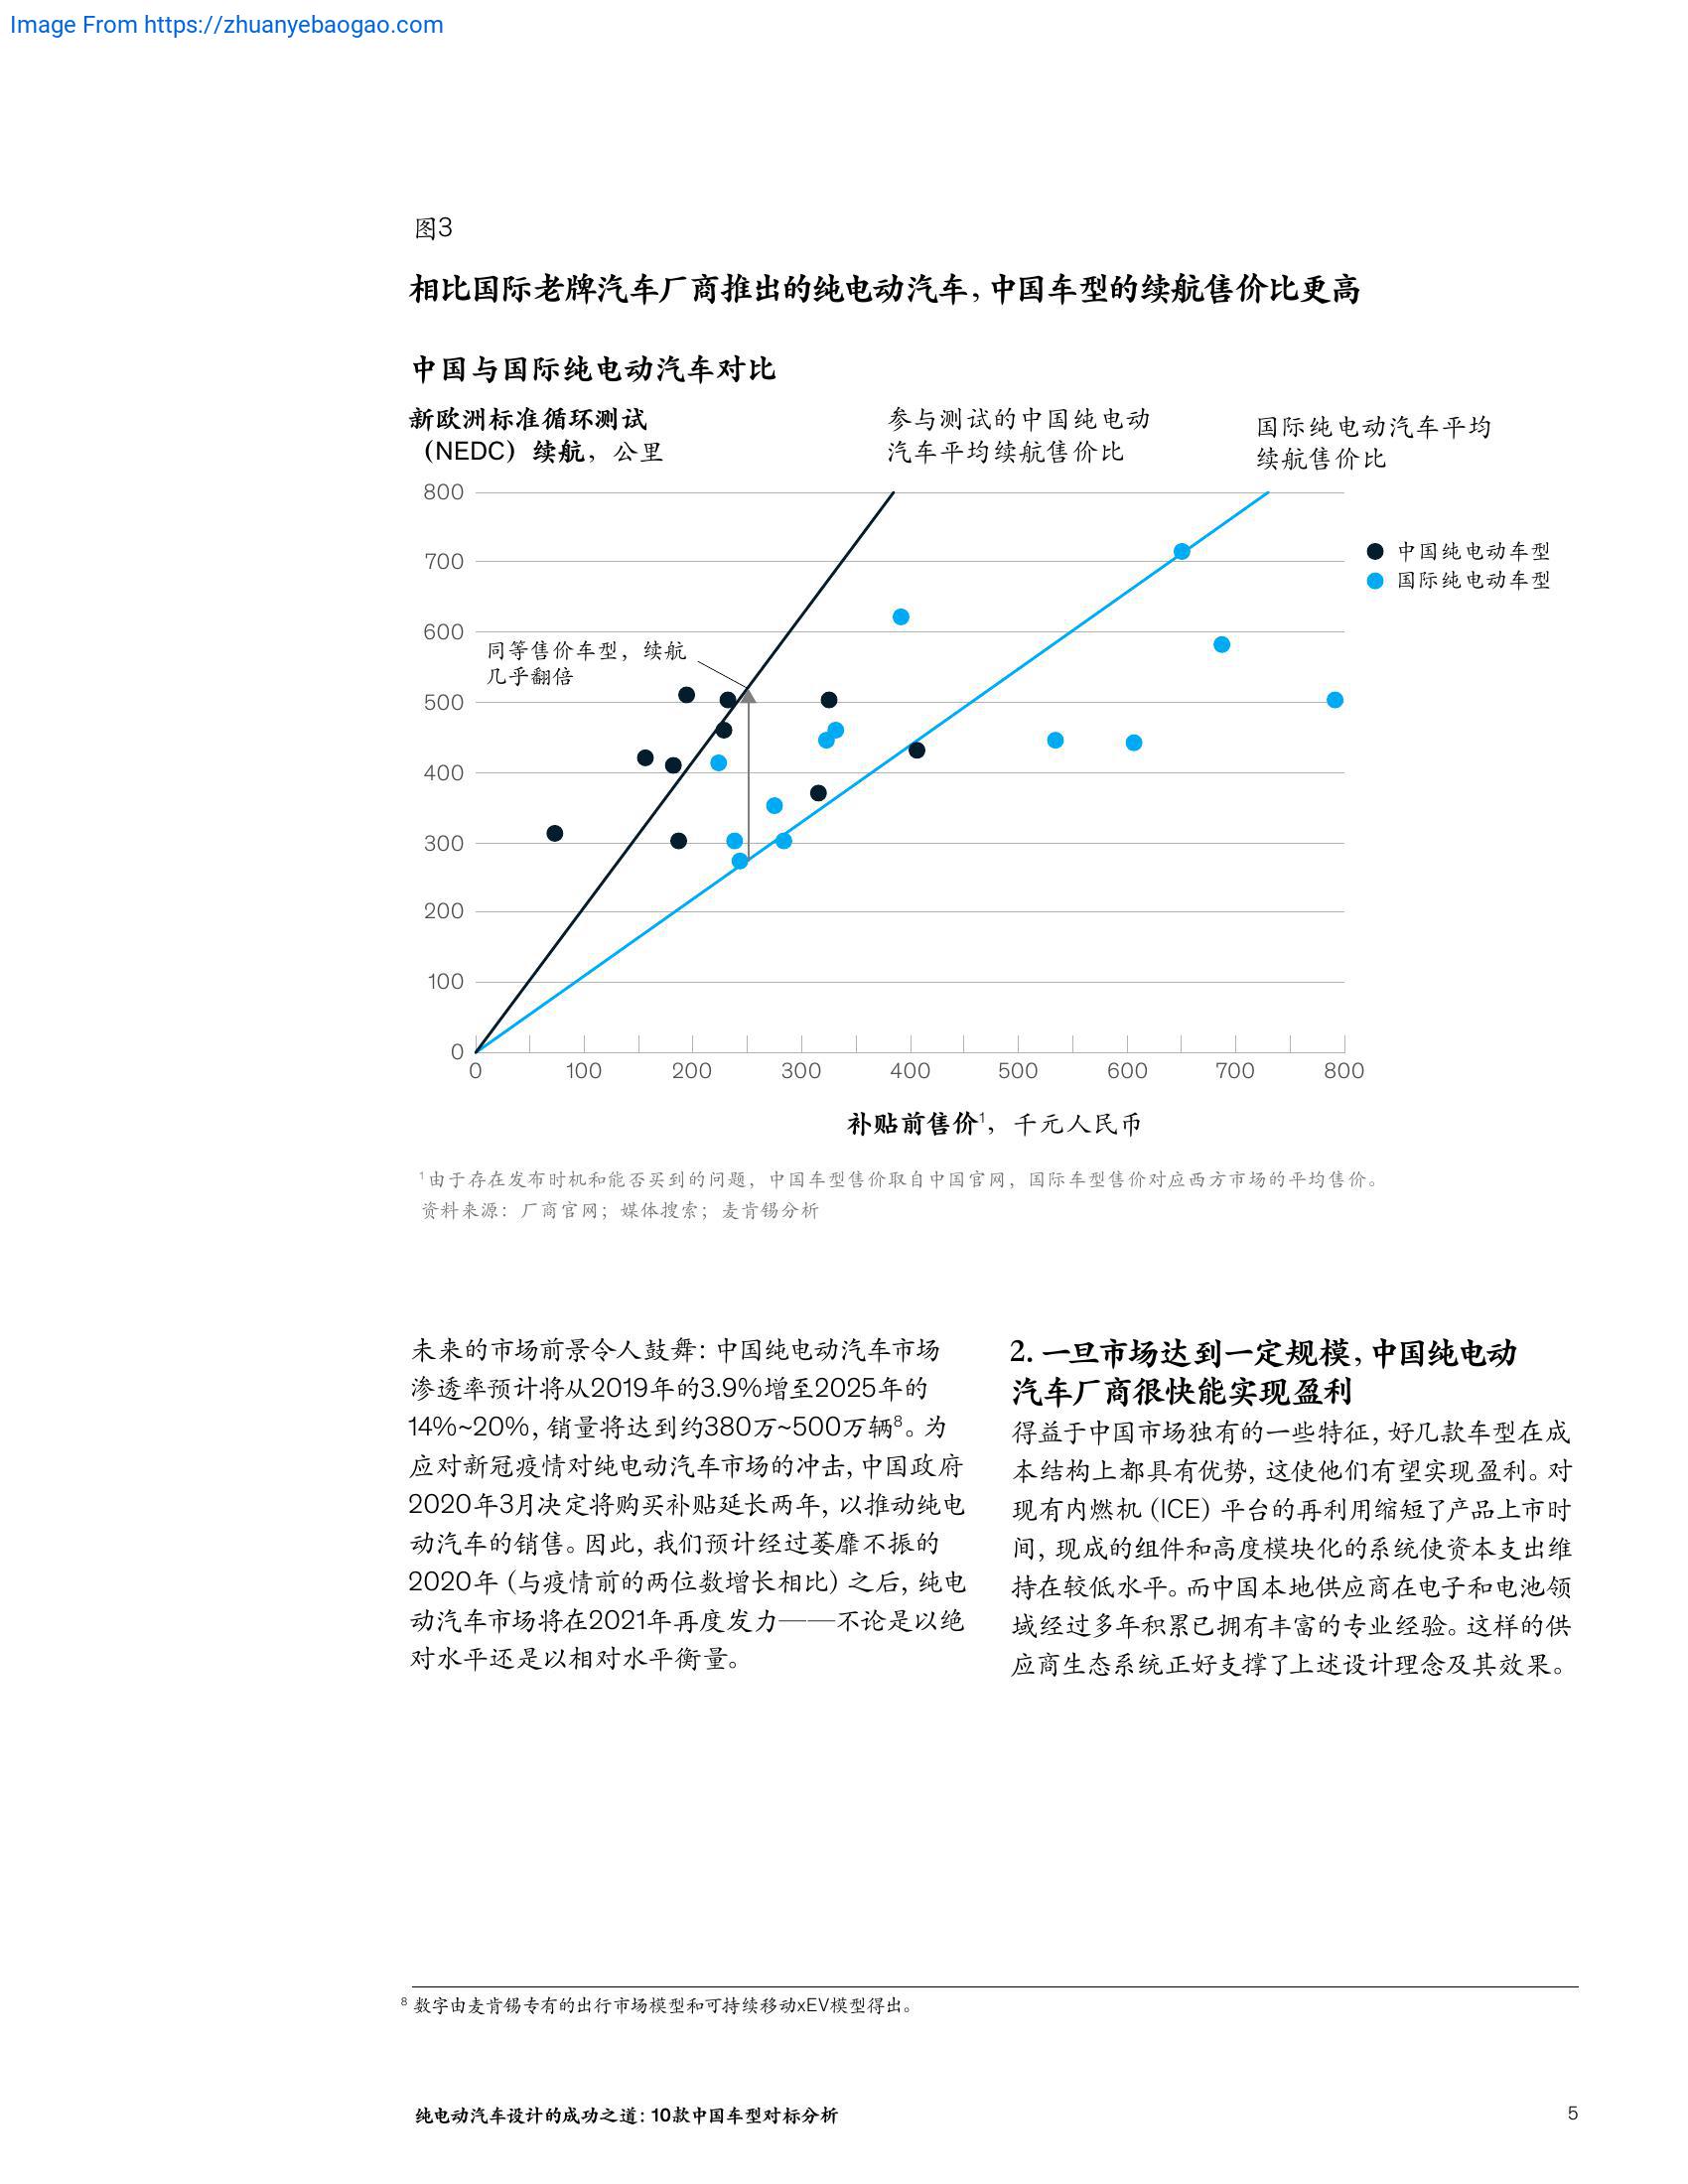 Image From https://zhuanyebaogao.com
图3
相比国际老牌汽车厂商推出的纯电动汽车，中国车型的续航售价比更高
中国与国际纯电动汽车对比
新欧洲标准循环测试
（NEDC）续航，公里
参与测试的中国纯电动
汽车平均续航售价比
国际纯电动汽车平均
续航售价比
800
700
600
500
400
300
200
100
0
中国纯电动车型
国际纯电动车型
同等售价车型，续航
几乎翻倍
0 100 200 300 400 500 600 700 800
补贴前售价¹，千元人民币
¹由于存在发布时机和能否买到的问题，中国车型售价取自中国官网，国际车型售价对应西方市场的平均售价。
资料来源：厂商官网；媒体搜索；麦肯锡分析
未来的市场前景令人鼓舞：中国纯电动汽车市场
渗透率预计将从2019年的3.9%增至2025年的
14%~20%，销量将达到约380万~500万辆⁸。为
应对新冠疫情对纯电动汽车市场的冲击，中国政府
2020年3月决定将购买补贴延长两年，以推动纯电
动汽车的销售。因此，我们预计经过萎靡不振的
2020年（与疫情前的两位数增长相比）之后，纯电
动汽车市场将在2021年再度发力——不论是以绝
对水平还是以相对水平衡量。
2. 一旦市场达到一定规模，中国纯电动
汽车厂商很快能实现盈利
得益于中国市场独有的一些特征，好几款车型在成
本结构上都具有优势，这使他们有望实现盈利。对
现有内燃机（ICE）平台的再利用缩短了产品上市时
间，现成的组件和高度模块化的系统使资本支出维
持在较低水平。而中国本地供应商在电子和电池领
域经过多年积累已拥有丰富的专业经验。这样的供
应商生态系统正好支撑了上述设计理念及其效果。
⁸ 数字由麦肯锡专有的出行市场模型和可持续移动xEV模型得出。
纯电动汽车设计的成功之道：10款中国车型对标分析
5